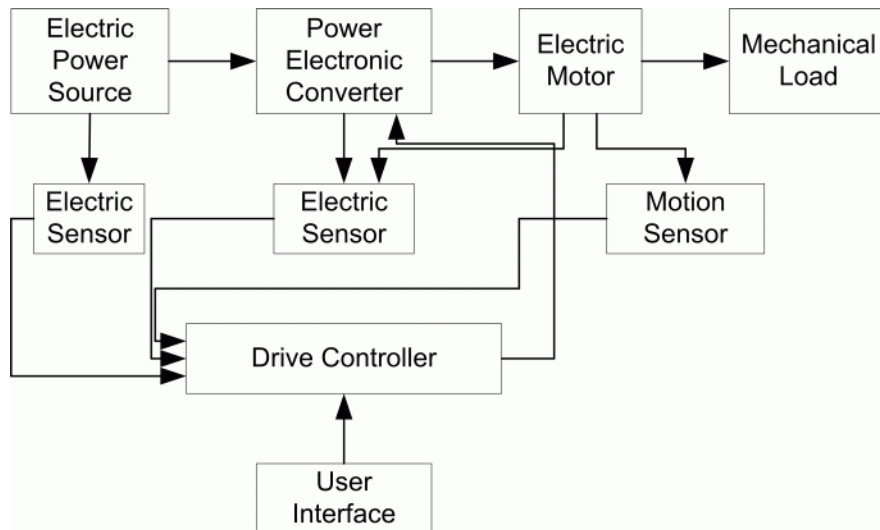 Electric
Power
Source
Power
Electronic
Converter
Electric
Motor
Mechanical
Load
Electric
Sensor
Electric
Sensor
Motion
Sensor
Drive Controller
User
Interface